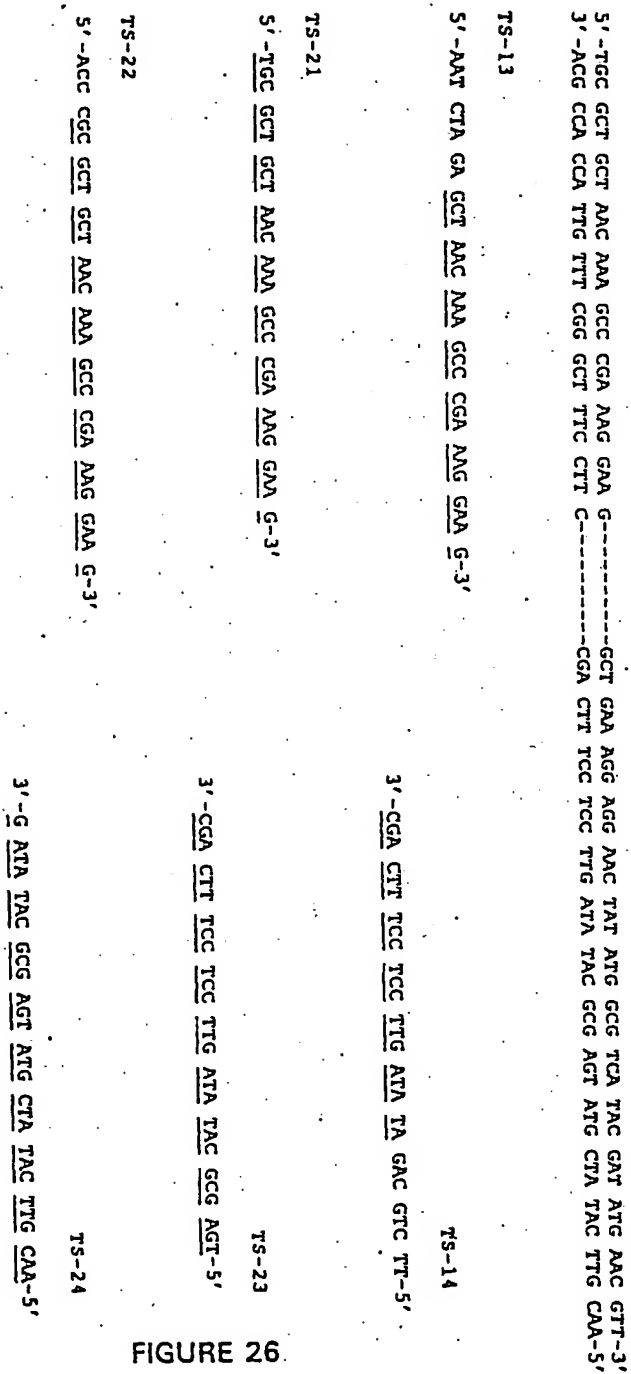 5'-TGC GCT GCT AAC AAA GCC CGA AAG GAA G----------GCT GAA AGG AGG AAC TAT ATG GCG TCA TAC GAT ATG AAC GTT-3'
3'-ACG CCA CCA TTG TTT CGG GCT TTC CTT C----------CGA CTT TCC TCC TTG ATA TAC GCG AGT ATG CTA TAC TTG CAA-5'
TS-13
5'-AAT CTA GA GCT AAC AAA GCC CGA AAG GAA G-3'
TS-14
3'-CGA CTT TCC TCC TTG ATA TA GAC GTC TT-5'
TS-21
5'-TGC GCT GCT AAC AAA GCC CGA AAG GAA G-3'
TS-23
3'-CGA CTT TCC TCC TTG ATA TAC GCG AGT-5'
TS-22
5'-ACC CGC GCT GCT AAC AAA GCC CGA AAG GAA G-3'
TS-24
3'-G ATA TAC GCG AGT ATG CTA TAC TTG CAA-5'
FIGURE 26